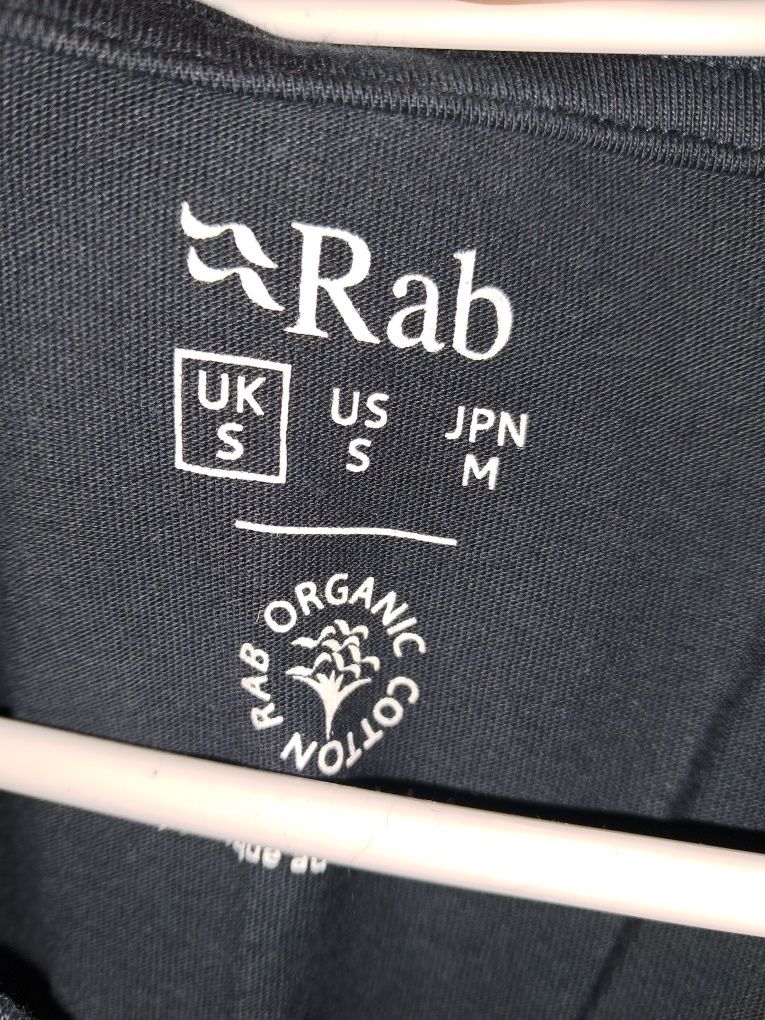 Rab
UK US JPN
S S M
RAB ORGANIC COTTON